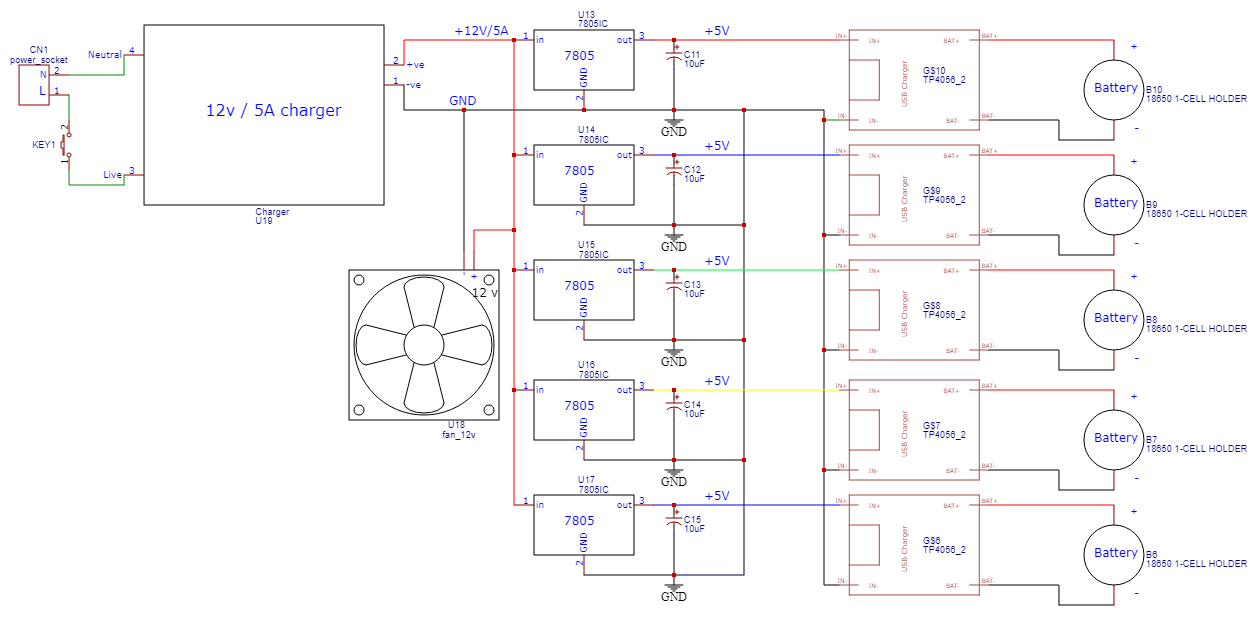 CN1
power_socket
N 2
L 1
KEY1
2
1
Neutral 4
Live 3
12v / 5A charger
Charger
U19
2 +ve
1 -ve
+12V/5A
GND
U13
7805IC
1 in 7805 out 3
GND
2
+5V
+
C11
10uF
GND
IN+ IN+ BAT+ BAT+
USB Charger
G$10
TP4056_2
IN- IN- BAT- BAT-
+
Battery
B10
18650 1-CELL HOLDER
-
U14
7805IC
1 in 7805 out 3
GND
2
+5V
+
C12
10uF
GND
IN+ IN+ BAT+ BAT+
USB Charger
G$9
TP4056_2
IN- IN- BAT- BAT-
+
Battery
B9
18650 1-CELL HOLDER
-
- +
12 v
U18
fan_12v
U15
7805IC
1 in 7805 out 3
GND
2
+5V
+
C13
10uF
GND
IN+ IN+ BAT+ BAT+
USB Charger
G$8
TP4056_2
IN- IN- BAT- BAT-
+
Battery
B8
18650 1-CELL HOLDER
-
U16
7805IC
1 in 7805 out 3
GND
2
+5V
+
C14
10uF
GND
IN+ IN+ BAT+ BAT+
USB Charger
G$7
TP4056_2
IN- IN- BAT- BAT-
+
Battery
B7
18650 1-CELL HOLDER
-
U17
7805IC
1 in 7805 out 3
GND
2
+5V
+
C15
10uF
GND
IN+ IN+ BAT+ BAT+
USB Charger
G$6
TP4056_2
IN- IN- BAT- BAT-
+
Battery
B6
18650 1-CELL HOLDER
-